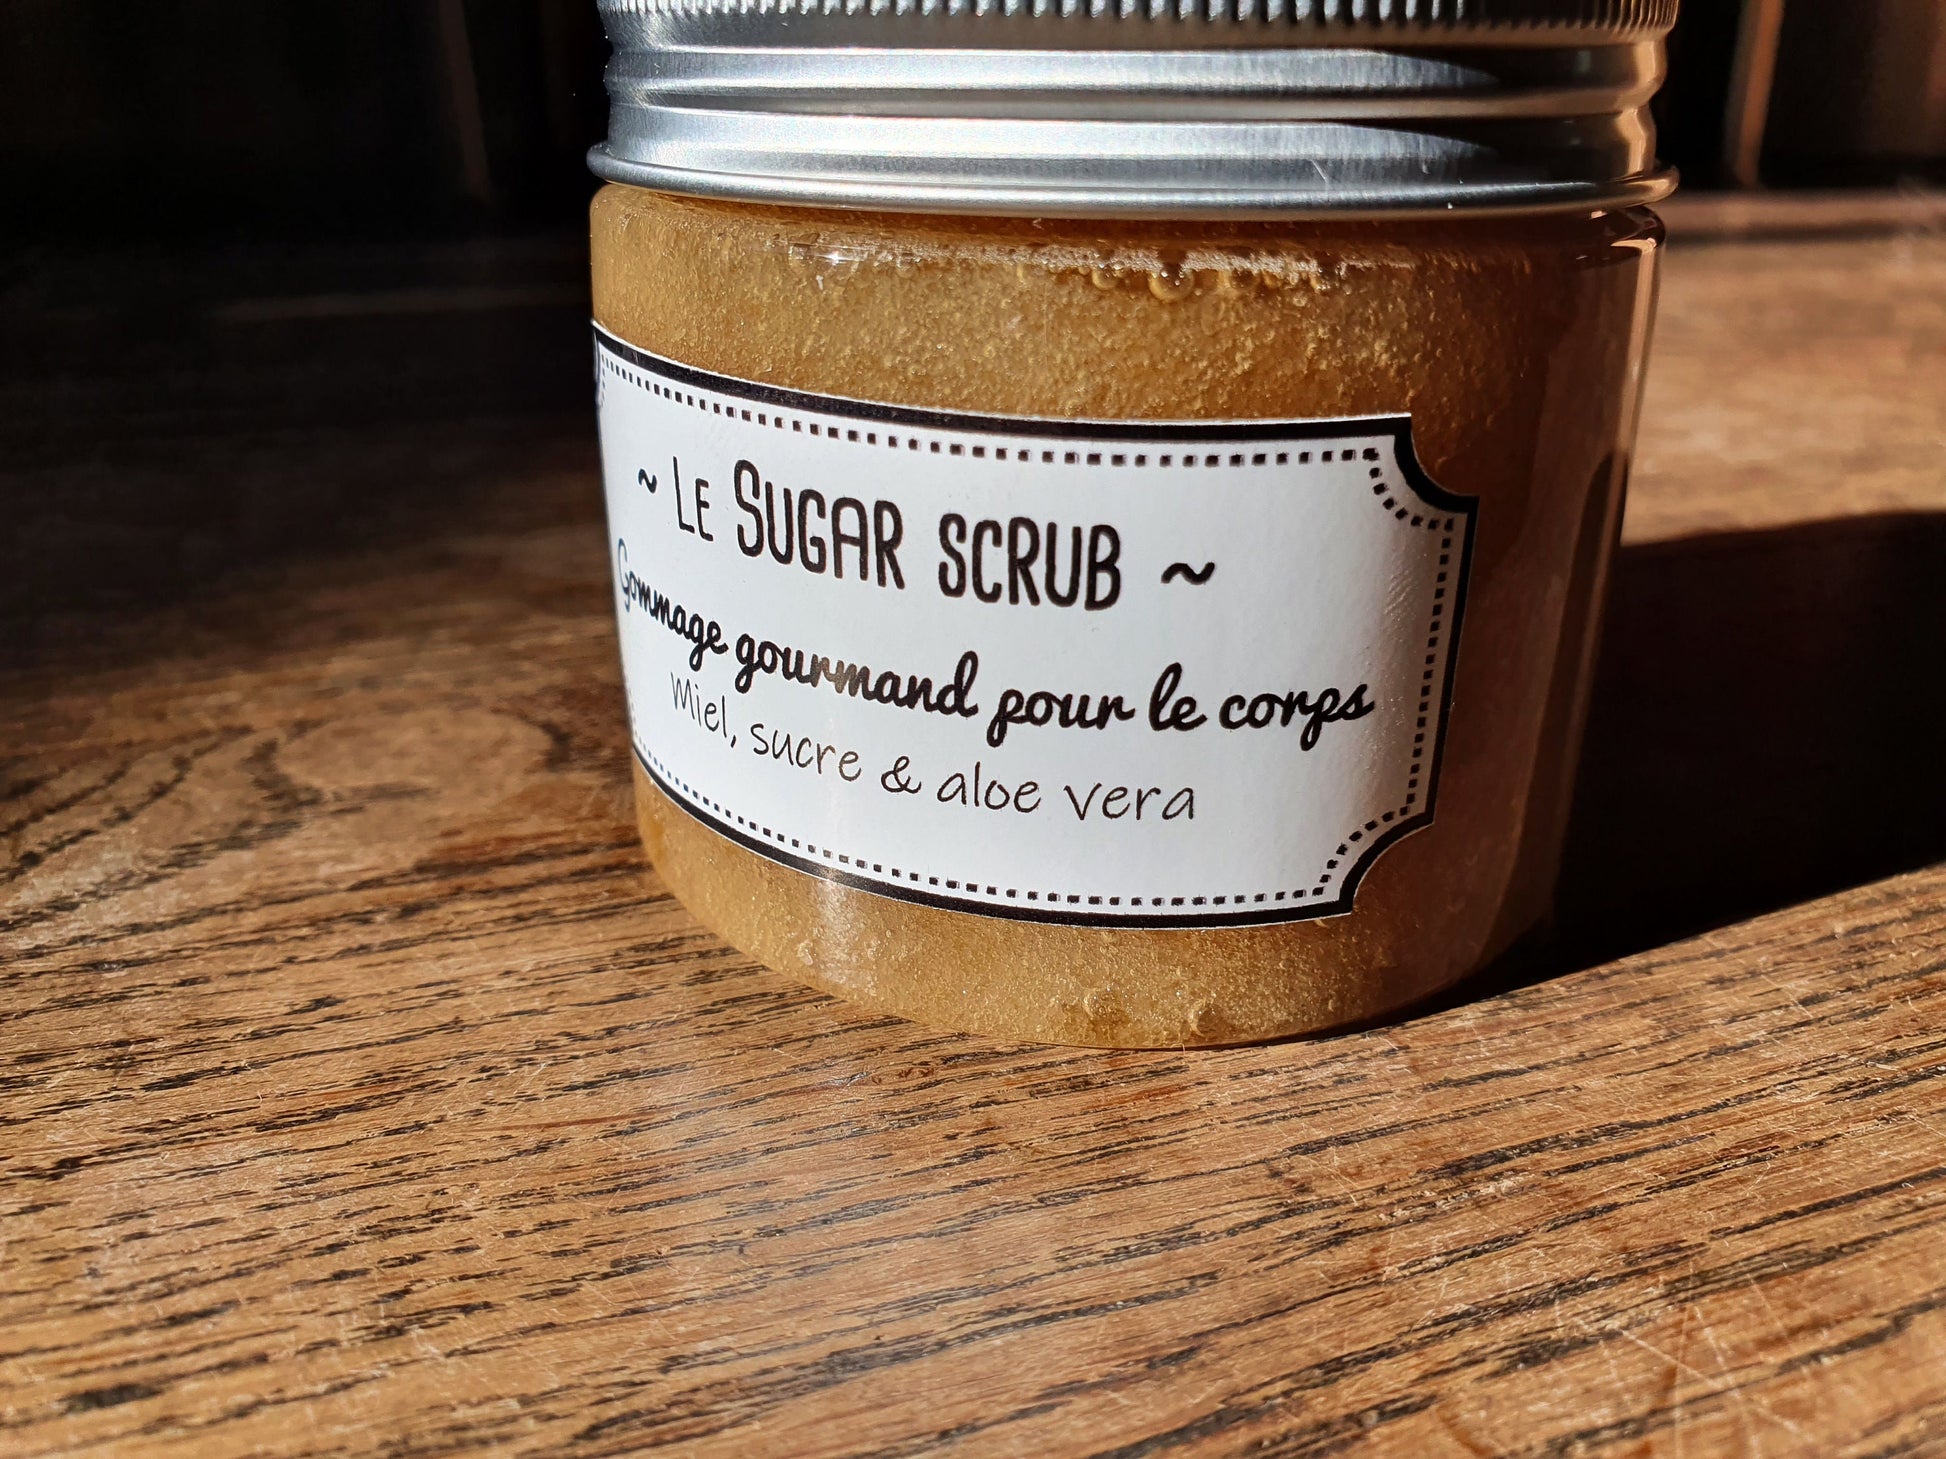 ~ Le Sugar scrub ~
Gommage gourmand pour le corps
Miel, sucre & aloe vera